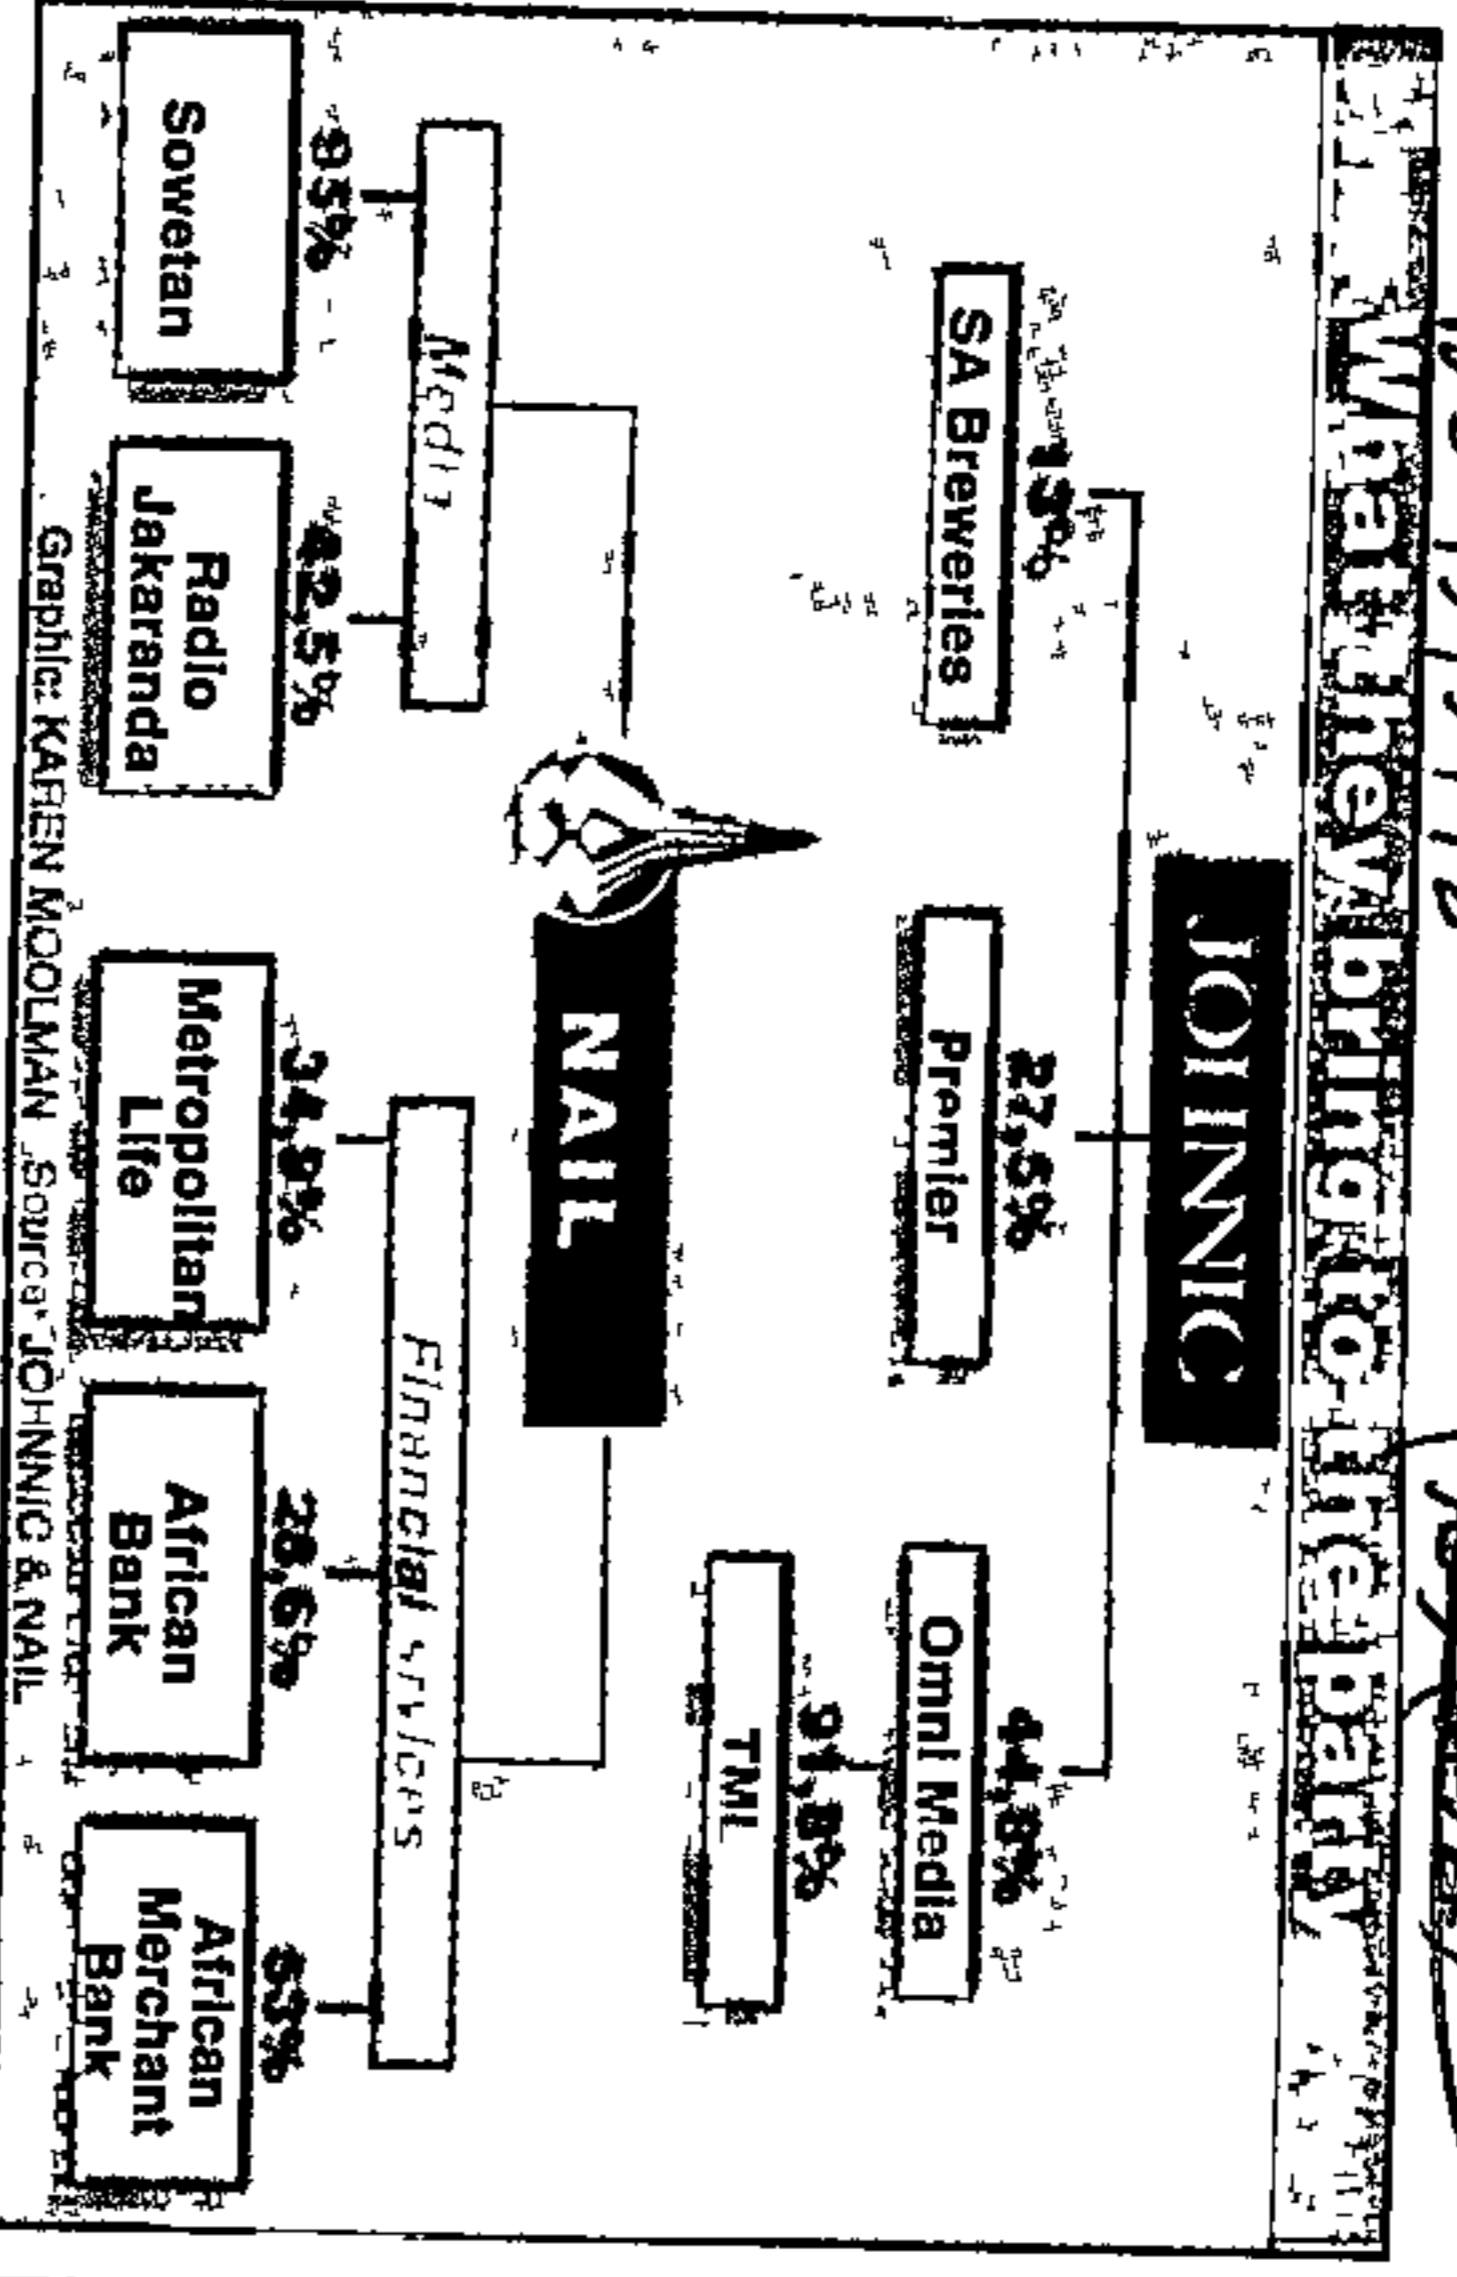 What they bring to the party
JOHNNIC
13%
SA Breweries
27,5%
Premier
44,8%
Omni Media
91,8%
TML
NAIL
Media
Financial services
85%
Sowetan
42,5%
Radio
Jakaranda
34,9%
Metropolitan
Life
28,6%
African
Bank
53%
African
Merchant
Bank
Graphic: KAREN MOOLMAN Source: JOHNNIC & NAIL